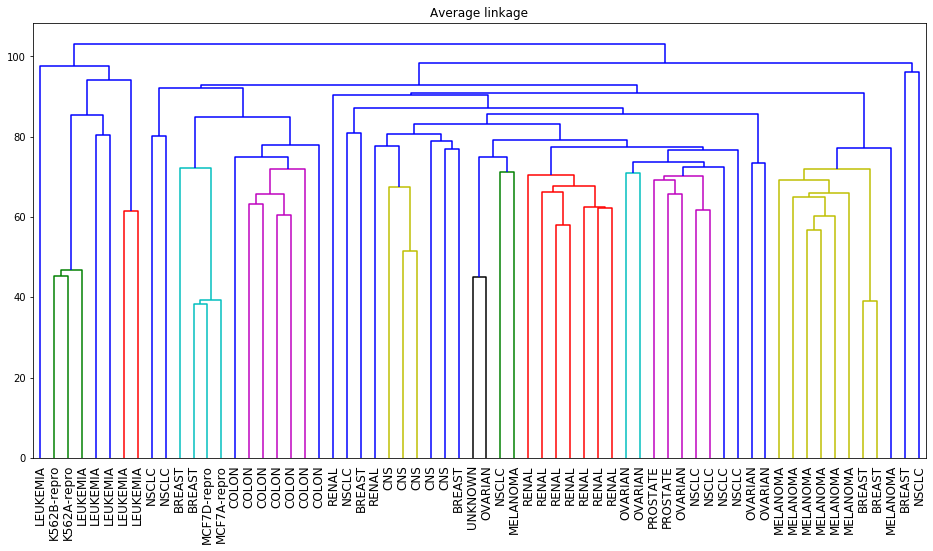 Average linkage
100
80
60
40
20
0
LEUKEMIA
K562B-repro
K562A-repro
LEUKEMIA
LEUKEMIA
LEUKEMIA
LEUKEMIA
LEUKEMIA
NSCLC
NSCLC
BREAST
BREAST
MCF7D-repro
MCF7A-repro
COLON
COLON
COLON
COLON
COLON
COLON
COLON
RENAL
NSCLC
BREAST
RENAL
CNS
CNS
CNS
CNS
CNS
BREAST
UNKNOWN
OVARIAN
NSCLC
MELANOMA
RENAL
RENAL
RENAL
RENAL
RENAL
RENAL
RENAL
OVARIAN
OVARIAN
PROSTATE
PROSTATE
OVARIAN
NSCLC
NSCLC
NSCLC
NSCLC
OVARIAN
OVARIAN
MELANOMA
MELANOMA
MELANOMA
MELANOMA
MELANOMA
MELANOMA
BREAST
BREAST
MELANOMA
BREAST
NSCLC